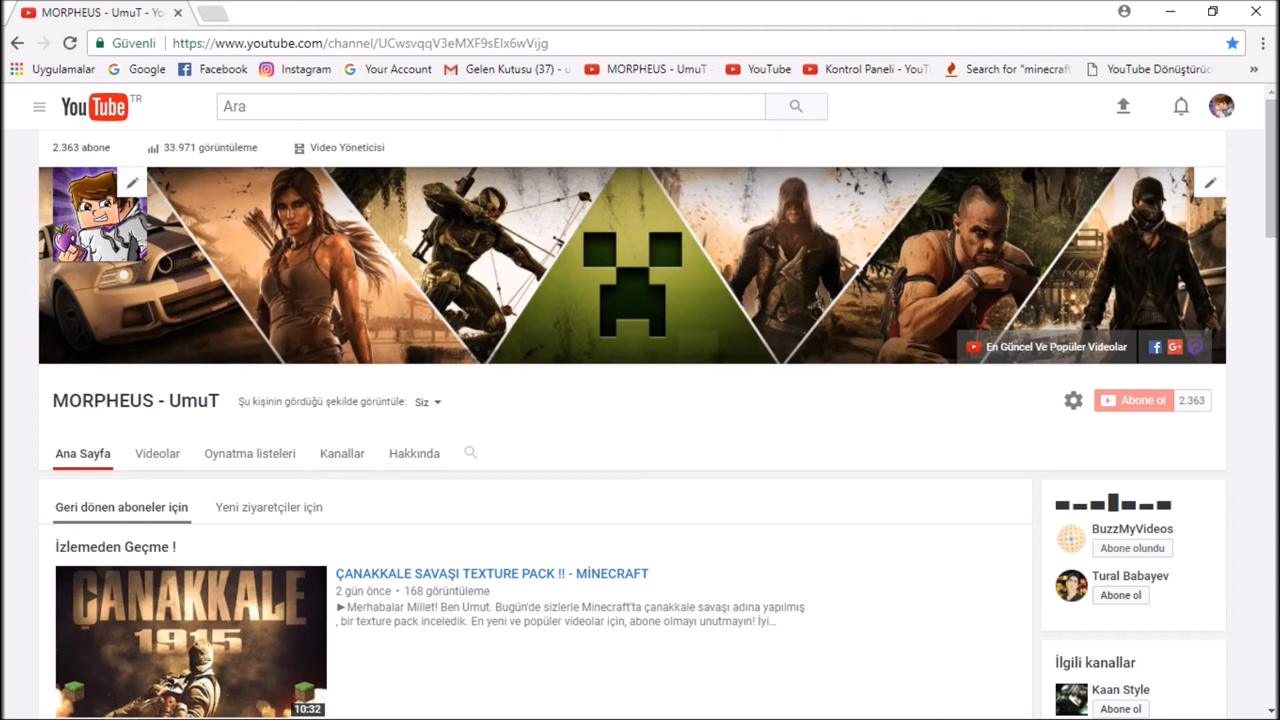 MORPHEUS - UmuT - Yo
Güvenli
https://www.youtube.com/channel/UCwsvqqV3eMXF9sEIx6wVijg
Uygulamalar
Google
Facebook
Instagram
Your Account
Gelen Kutusu (37) - u
MORPHEUS - UmuT
YouTube
Kontrol Paneli - YouT
Search for "minecraft
YouTube Dönüştürüc
»
YouTube TR
Ara
2.363 abone
33.971 görüntüleme
Video Yöneticisi
En Güncel Ve Popüler Videolar
MORPHEUS - UmuT
Şu kişinin gördüğü şekilde görüntüle: Siz
Abone ol 2.363
Ana Sayfa
Videolar
Oynatma listeleri
Kanallar
Hakkında
Geri dönen aboneler için
Yeni ziyaretçiler için
İzlemeden Geçme !
ÇANAKKALE
1915
10:32
ÇANAKKALE SAVAŞI TEXTURE PACK !! - MİNECRAFT
2 gün önce • 168 görüntüleme
►Merhabalar Millet! Ben Umut. Bugün'de sizlerle Minecraft'ta çanakkale savaşı adına yapılmış
, bir texture pack inceledik. En yeni ve popüler videolar için, abone olmayı unutmayın! İyi...
BuzzMyVideos
Abone olundu
Tural Babayev
Abone ol
İlgili kanallar
Kaan Style
Abone ol